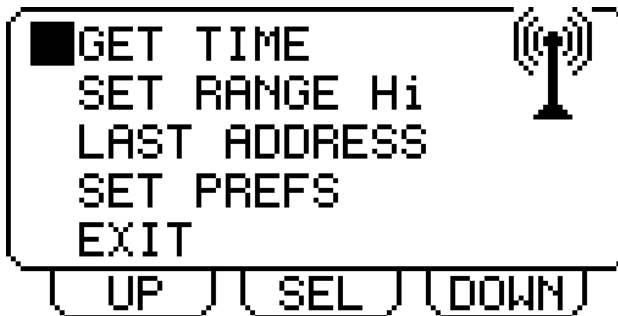 GET TIME
SET RANGE Hi
LAST ADDRESS
SET PREFS
EXIT
UP SEL DOWN